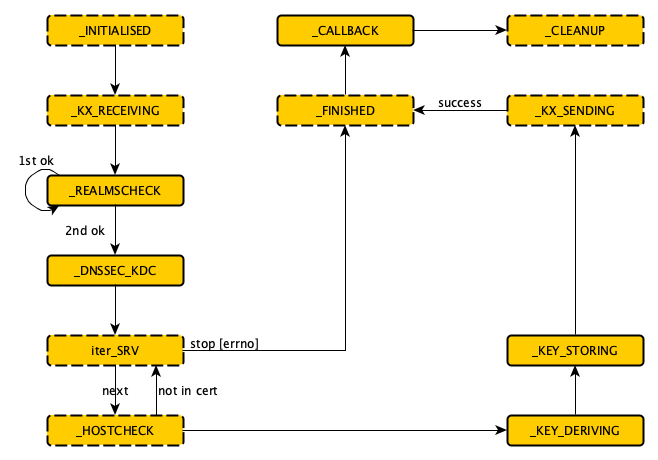 _INITIALISED
_CALLBACK
_CLEANUP
_KX_RECEIVING
_FINISHED
success
_KX_SENDING
1st ok
_REALMSCHECK
2nd ok
_DNSSEC_KDC
iter_SRV
stop [errno]
_KEY_STORING
next
not in cert
_HOSTCHECK
_KEY_DERIVING